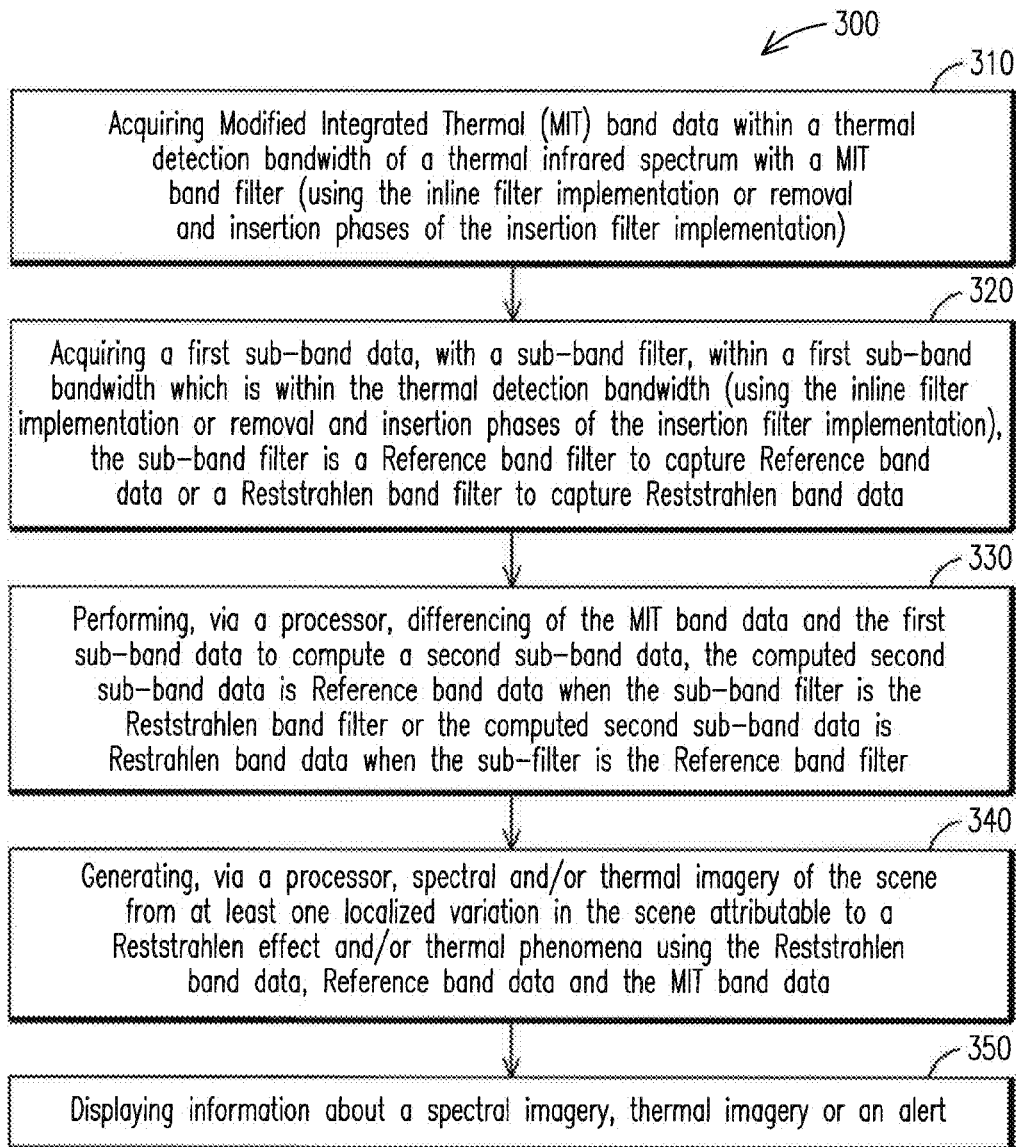 300
310
Acquiring Modified Integrated Thermal (MIT) band data within a thermal
detection bandwidth of a thermal infrared spectrum with a MIT
band filter (using the inline filter implementation or removal
and insertion phases of the insertion filter implementation)
320
Acquiring a first sub-band data, with a sub-band filter, within a first sub-band
bandwidth which is within the thermal detection bandwidth (using the inline filter
implementation or removal and insertion phases of the insertion filter implementation),
the sub-band filter is a Reference band filter to capture Reference band
data or a Reststrahlen band filter to capture Reststrahlen band data
330
Performing, via a processor, differencing of the MIT band data and the first
sub-band data to compute a second sub-band data, the computed second
sub-band data is Reference band data when the sub-band filter is the
Reststrahlen band filter or the computed second sub-band data is
Restrahlen band data when the sub-filter is the Reference band filter
340
Generating, via a processor, spectral and/or thermal imagery of the scene
from at least one localized variation in the scene attributable to a
Reststrahlen effect and/or thermal phenomena using the Reststrahlen
band data, Reference band data and the MIT band data
350
Displaying information about a spectral imagery, thermal imagery or an alert